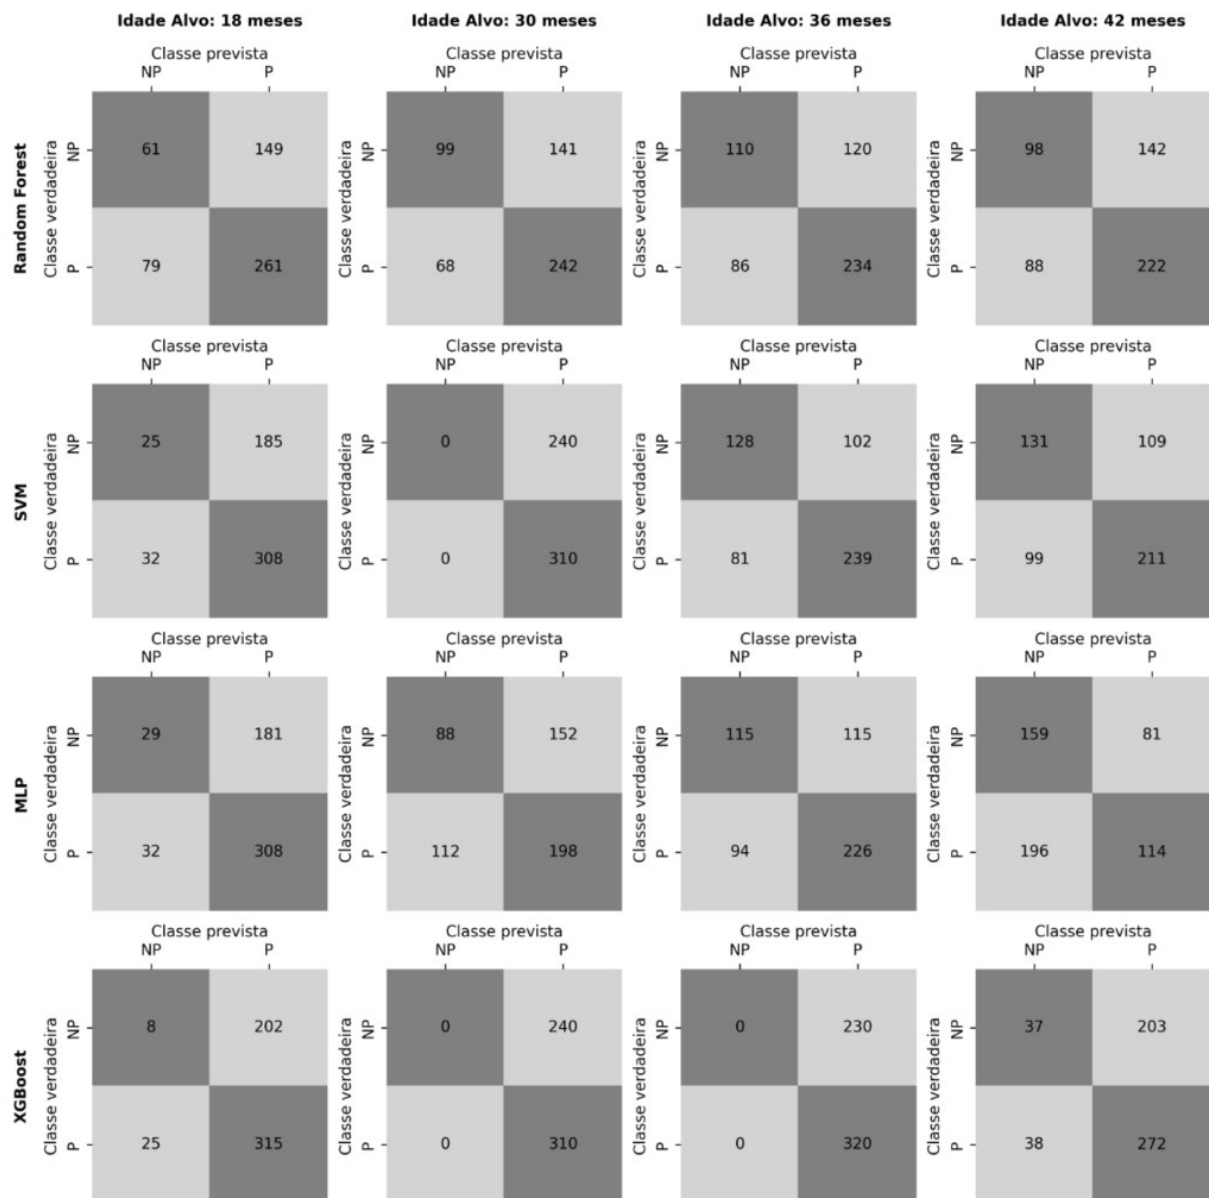 Idade Alvo: 18 meses Idade Alvo: 30 meses Idade Alvo: 36 meses Idade Alvo: 42 meses
Classe prevista Classe prevista Classe prevista Classe prevista
NP P NP P NP P NP P
Random Forest
Classe verdadeira Classe verdadeira Classe verdadeira Classe verdadeira
NP 61 149 NP 99 141 NP 110 120 NP 98 142
P 79 261 P 68 242 P 86 234 P 88 222
Classe prevista Classe prevista Classe prevista Classe prevista
NP P NP P NP P NP P
SVM
Classe verdadeira Classe verdadeira Classe verdadeira Classe verdadeira
NP 25 185 NP 0 240 NP 128 102 NP 131 109
P 32 308 P 0 310 P 81 239 P 99 211
Classe prevista Classe prevista Classe prevista Classe prevista
NP P NP P NP P NP P
MLP
Classe verdadeira Classe verdadeira Classe verdadeira Classe verdadeira
NP 29 181 NP 88 152 NP 115 115 NP 159 81
P 32 308 P 112 198 P 94 226 P 196 114
Classe prevista Classe prevista Classe prevista Classe prevista
NP P NP P NP P NP P
XGBoost
Classe verdadeira Classe verdadeira Classe verdadeira Classe verdadeira
NP 8 202 NP 0 240 NP 0 230 NP 37 203
P 25 315 P 0 310 P 0 320 P 38 272